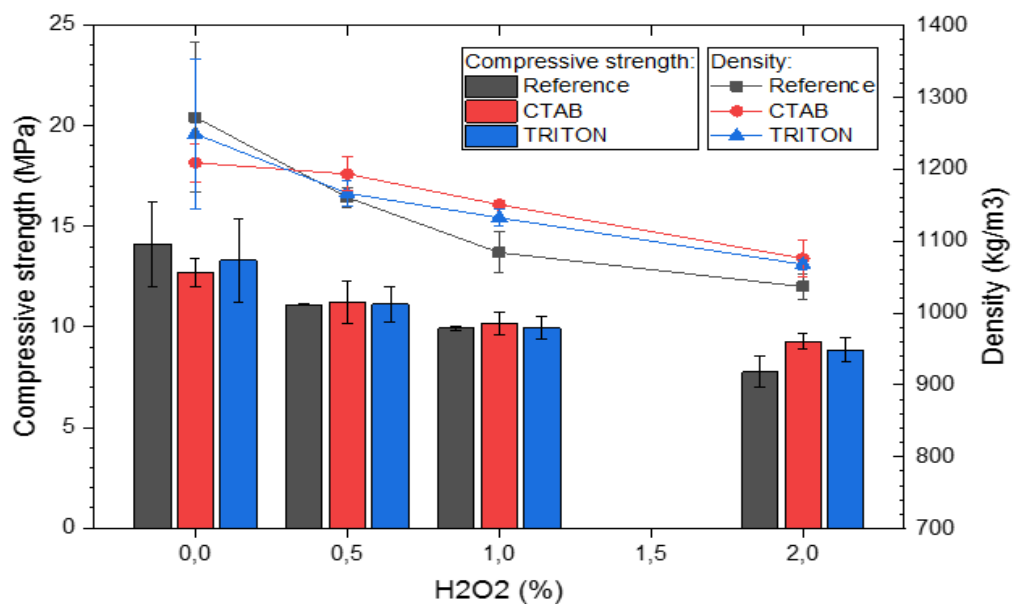 Compressive strength (MPa)
25
20
15
10
5
0
Compressive strength:
Reference
CTAB
TRITON
Density:
Reference
CTAB
TRITON
1400
1300
1200
1100
1000
900
800
700
Density (kg/m3)
0,0 0,5 1,0 1,5 2,0
H2O2 (%)